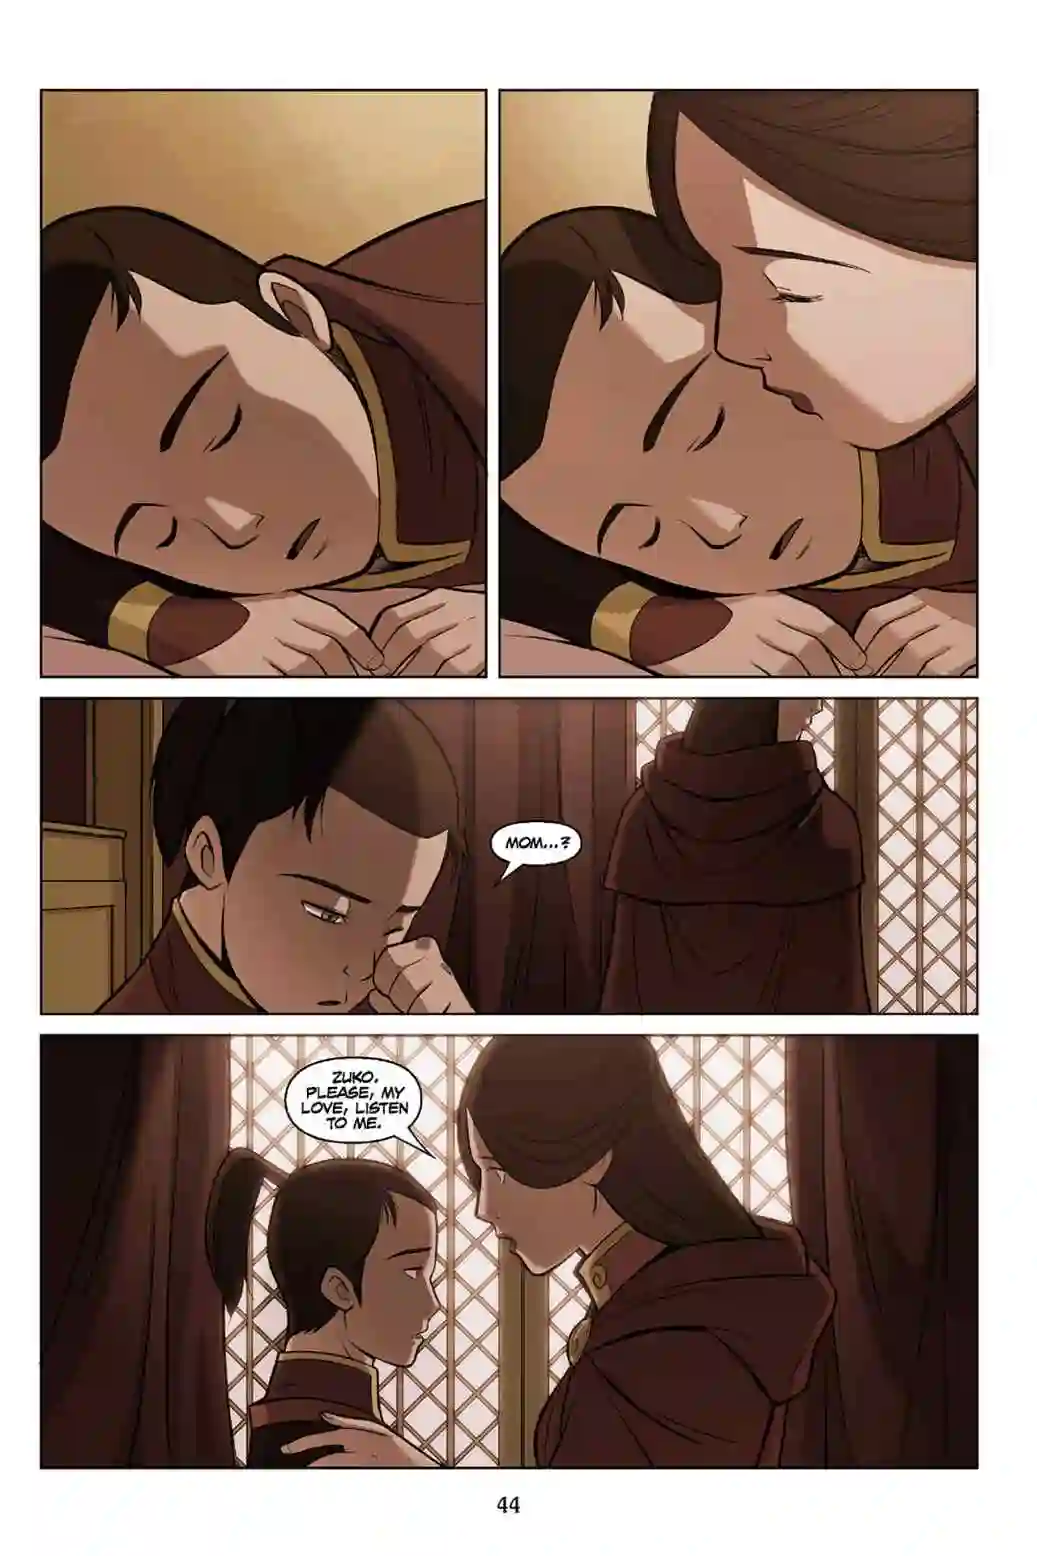 MOM...?
ZUKO.
PLEASE, MY
LOVE, LISTEN
TO ME.
44